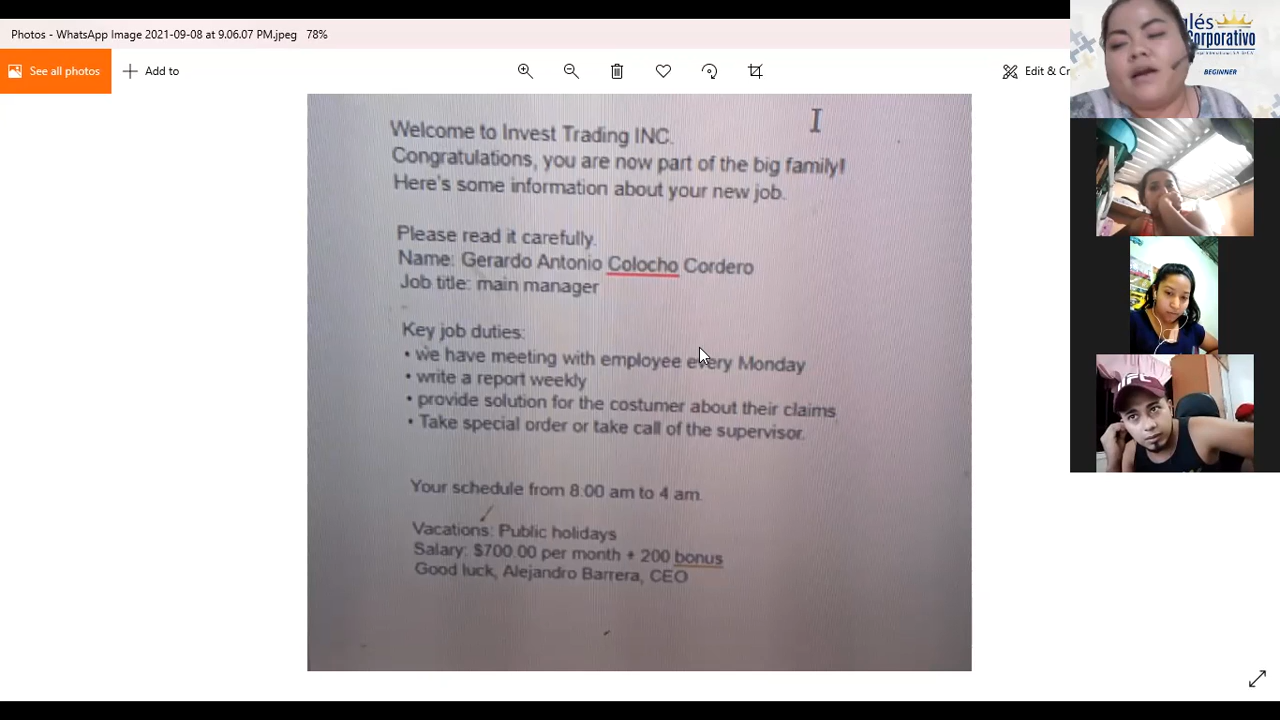 Photos - WhatsApp Image 2021-09-08 at 9.06.07 PM.jpeg 78%
See all photos
Add to
Edit & Cr
glés
Corporativo
BEGINNER
Welcome to Invest Trading INC.
Congratulations, you are now part of the big family!
Here's some information about your new job.
Please read it carefully.
Name: Gerardo Antonio Colocho Cordero
Job title: main manager
Key job duties:
• we have meeting with employee every Monday
• write a report weekly
• provide solution for the costumer about their claims
• Take special order or take call of the supervisor.
Your schedule from 8:00 am to 4 am.
Vacations: Public holidays
Salary: $700.00 per month + 200 bonus
Good luck, Alejandro Barrera, CEO